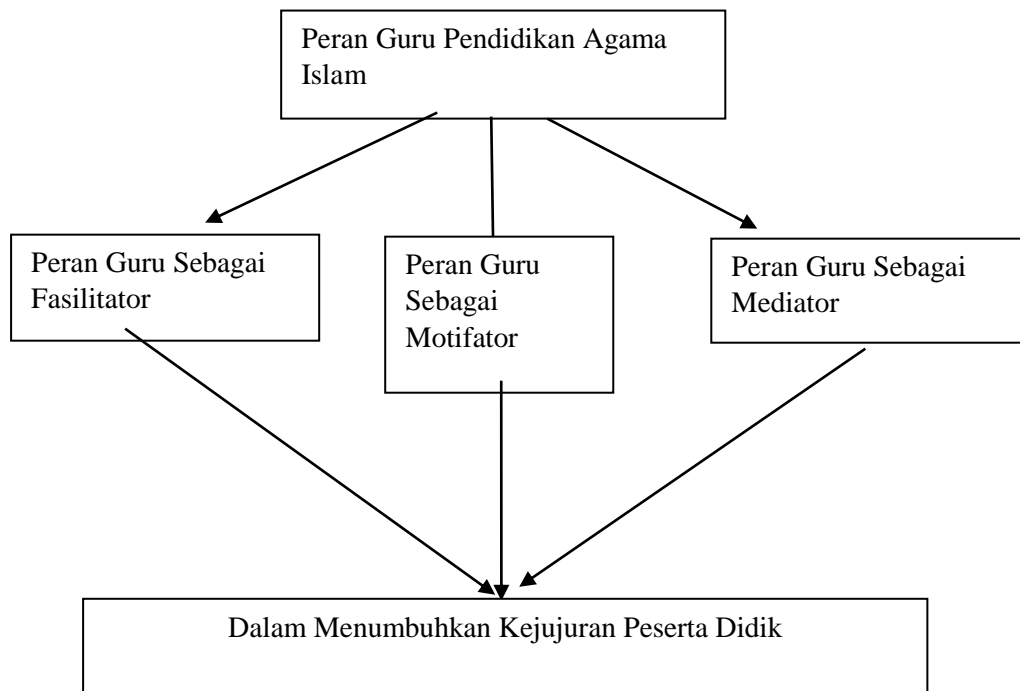 Peran Guru Pendidikan Agama
Islam
Peran Guru Sebagai
Fasilitator
Peran Guru
Sebagai
Motifator
Peran Guru Sebagai
Mediator
Dalam Menumbuhkan Kejujuran Peserta Didik